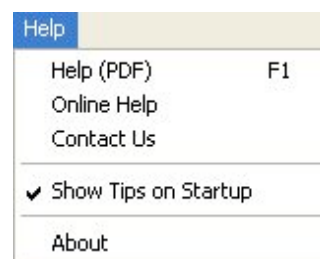 Help
Help (PDF) F1
Online Help
Contact Us
Show Tips on Startup
About